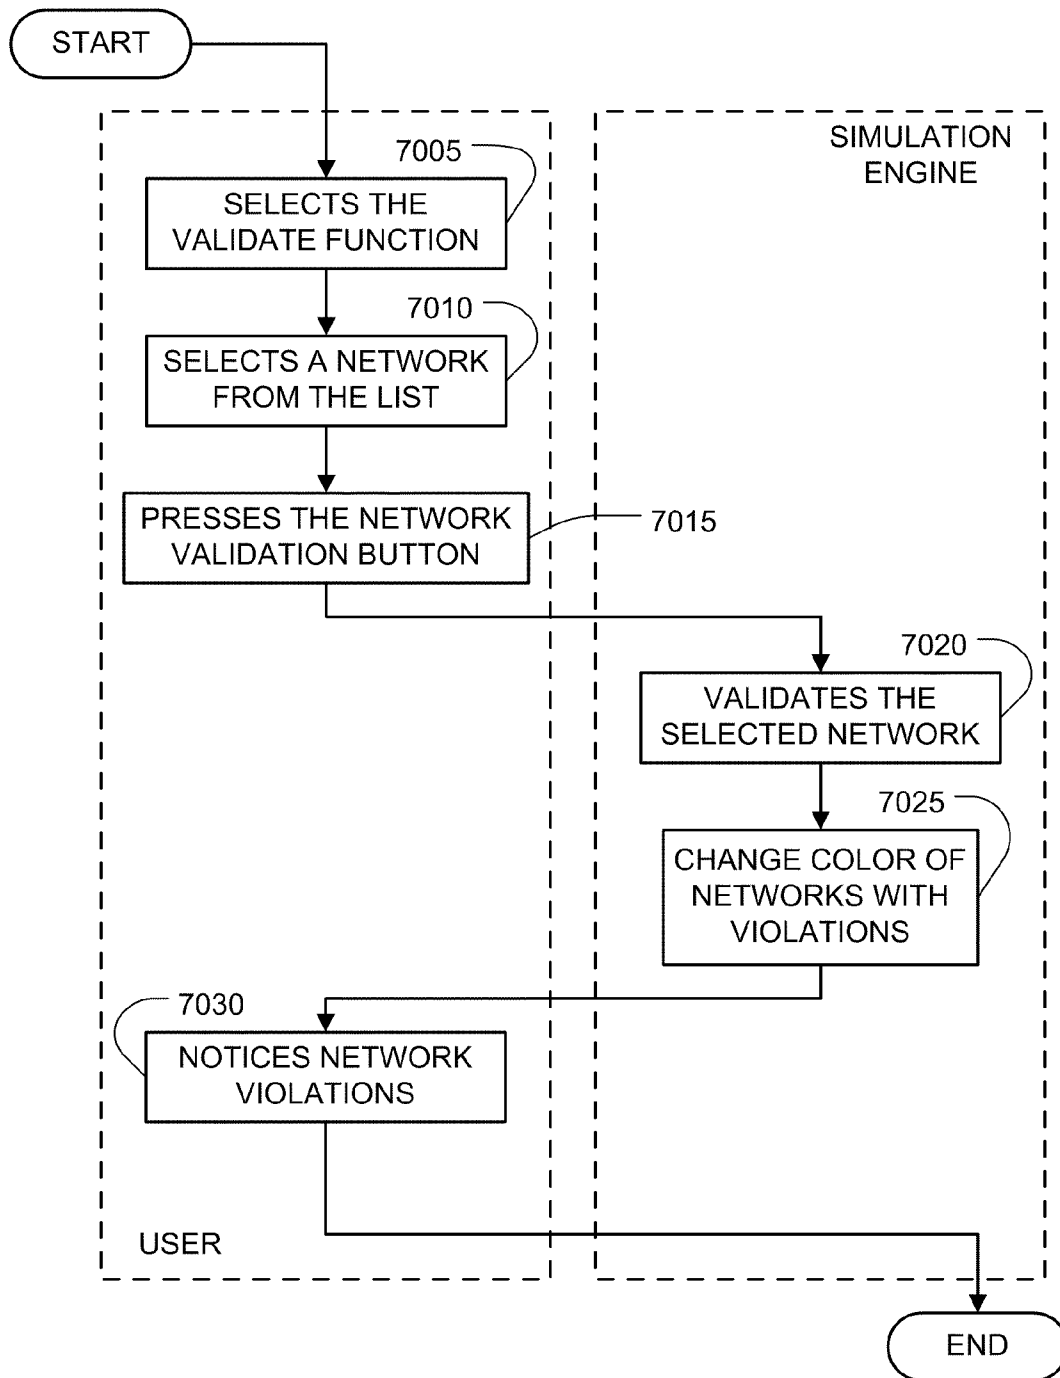 START
SIMULATION
ENGINE
7005
SELECTS THE
VALIDATE FUNCTION
7010
SELECTS A NETWORK
FROM THE LIST
PRESSES THE NETWORK
VALIDATION BUTTON
7015
7020
VALIDATES THE
SELECTED NETWORK
7025
CHANGE COLOR OF
NETWORKS WITH
VIOLATIONS
7030
NOTICES NETWORK
VIOLATIONS
USER
END